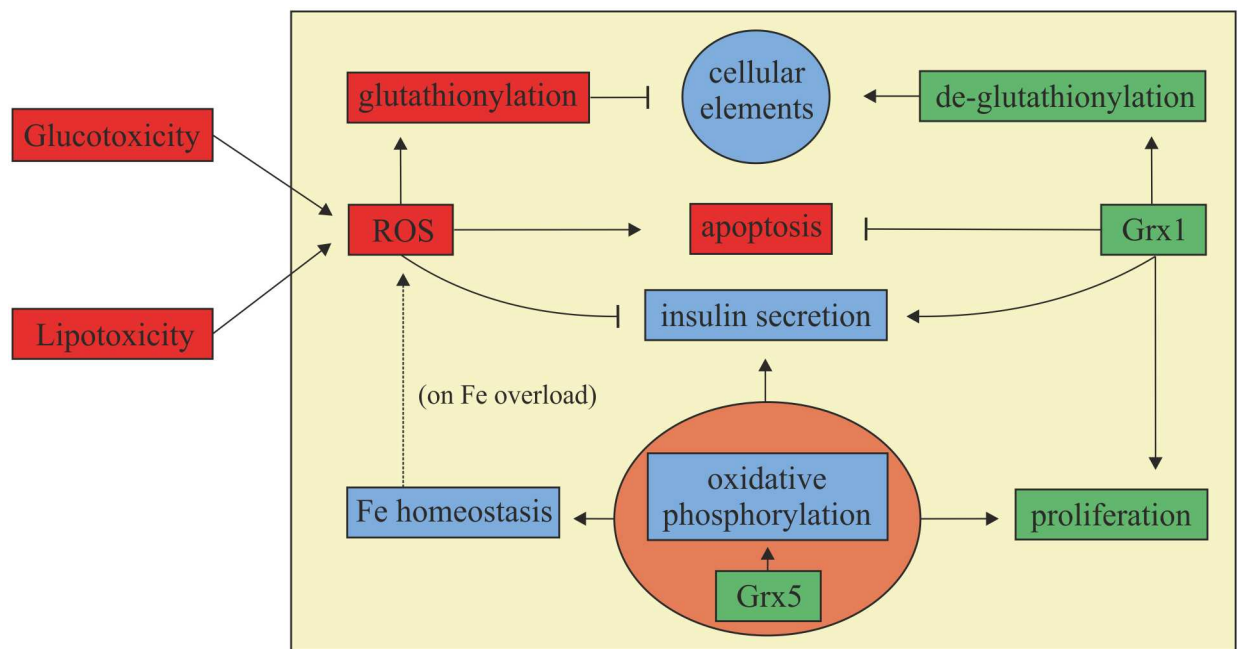 cellular
elements
glutathionylation
de-glutathionylation
Glucotoxicity
ROS
apoptosis
Grx1
Lipotoxicity
insulin secretion
(on Fe overload)
Fe homeostasis
oxidative
phosphorylation
proliferation
Grx5